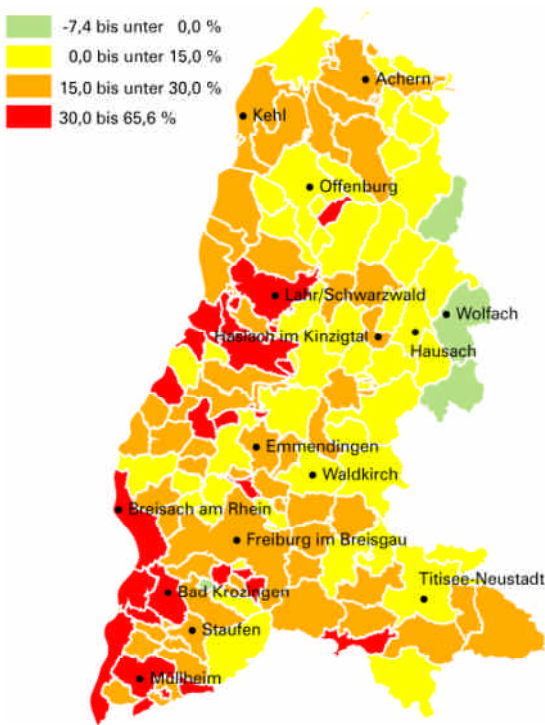 -7,4 bis unter 0,0 %
0,0 bis unter 15,0 %
15,0 bis unter 30,0 %
30,0 bis 65,6 %
Achern
Kehl
Offenburg
Lahr/Schwarzwald
Wolfach
Haslach im Kinzigtal
Hausach
Emmendingen
Waldkirch
Breisach am Rhein
Freiburg im Breisgau
Titisee-Neustadt
Bad Krozingen
Staufen
Müllheim